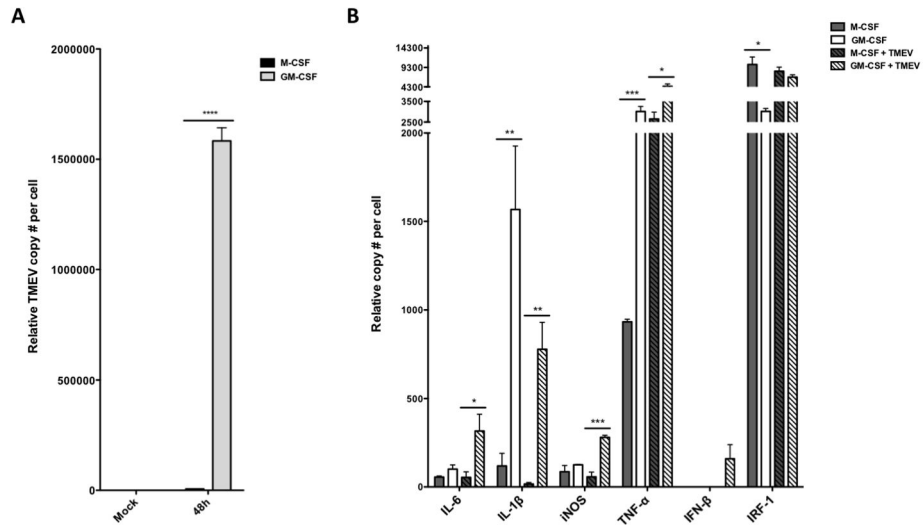 A
Relative TMEV copy # per cell
2000000
1500000
1000000
500000
0
M-CSF
GM-CSF
****
Mock
48h
B
Relative copy # per cell
14300
9300
4300
3500
2500
2000
1500
1000
500
0
M-CSF
GM-CSF
M-CSF + TMEV
GM-CSF + TMEV
*
**
**
***
***
*
*
IL-6
IL-1β
iNOS
TNF-α
IFN-β
IRF-1